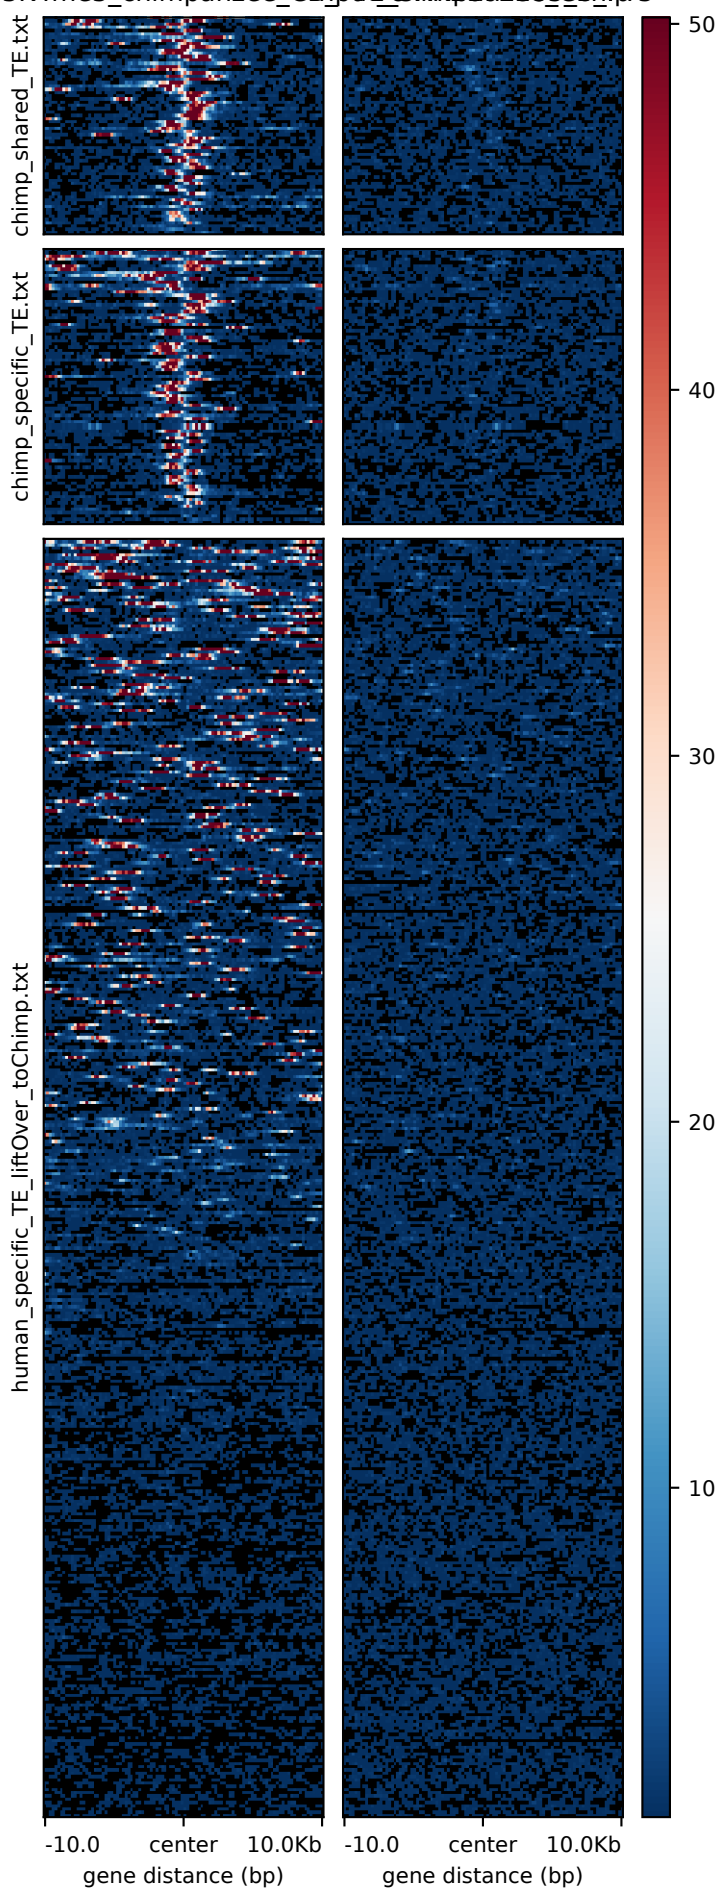 chimp_shared_TE.txt
chimp_specific_TE.txt
human_specific_TE_liftOver_toChimp.txt
50
40
30
20
10
-10.0 center 10.0Kb
gene distance (bp)
-10.0 center 10.0Kb
gene distance (bp)